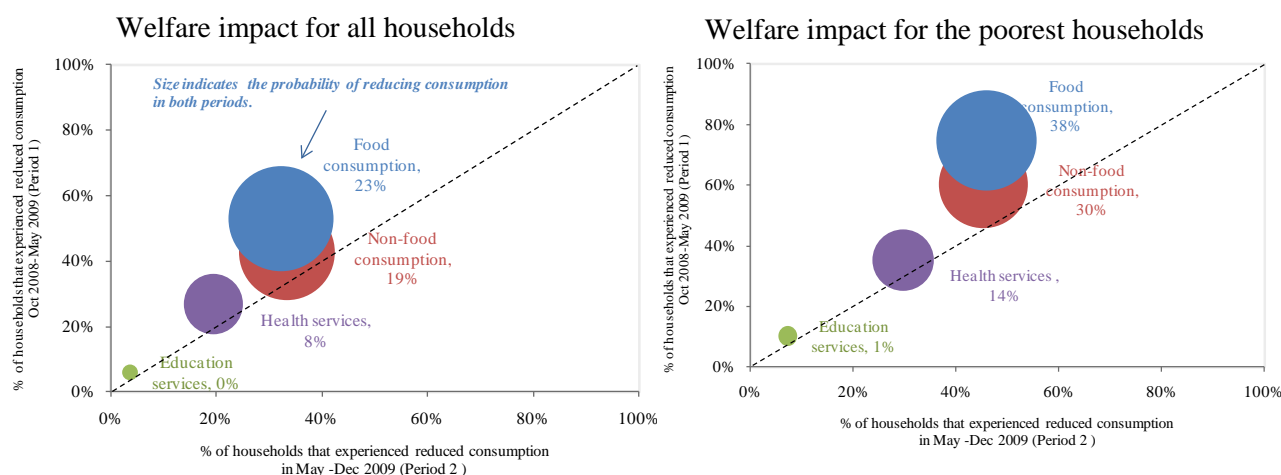 Welfare impact for all households
% of households that experienced reduced consumption
Oct 2008-May 2009 (Period 1)
100%
80%
60%
40%
20%
0%
Size indicates the probability of reducing consumption
in both periods.
Food
consumption,
23%
Non-food
consumption,
19%
Health services,
8%
Education
services, 0%
0%
20%
40%
60%
80%
100%
% of households that experienced reduced consumption
in May -Dec 2009 (Period 2 )
Welfare impact for the poorest households
% of households that experienced reduced consumption
Oct 2008-May 2009 (Period 1)
100%
80%
60%
40%
20%
0%
Food
consumption,
38%
Non-food
consumption,
30%
Health services ,
14%
Education
services, 1%
0%
20%
40%
60%
80%
100%
% of households that experienced reduced consumption
in May -Dec 2009 (Period 2 )